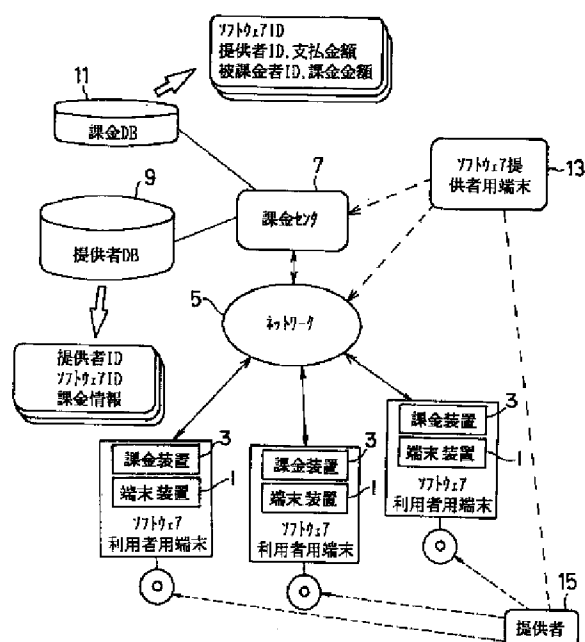 ソフトウェアID
提供者ID、支払金額
被課金者ID、課金金額
11
課金DB
9
提供者DB
7
課金センタ
ソフトウェア提
供者用端末
13
5
ネットワーク
提供者ID
ソフトウェアID
課金情報
課金装置
3
端末装置
1
ソフトウェア
利用者用端末
課金装置
3
端末装置
1
ソフトウェア
利用者用端末
課金装置
3
端末装置
1
ソフトウェア
利用者用端末
15
提供者